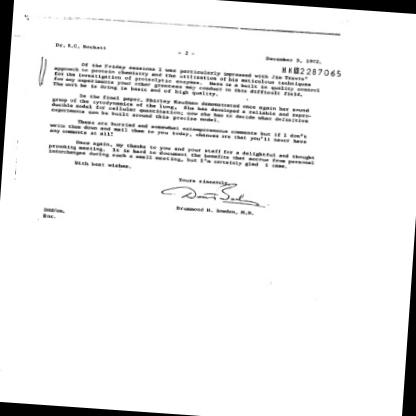 Dr. R.C. Hockett
- 2 -
December 5, 1972.
HK 2287065
Of the Friday sessions I was particularly impressed with Jim Travis'
approach to protein chemistry and the utilization of his meticulous techniques
for the investigation of proteolytic enzymes. Here is a built in quality control
for any experiments your other grantees may conduct in this difficult field.
The work he is doing is basic and of high quality.
In the final paper, Shirley Kaufman demonstrated once again her sound
grasp of the cytodynamics of the lung. She has developed a reliable and repro-
ducible model for cellular quantitation; now she has to decide what definitive
experiments can be built around this precise model.
These are hurried and somewhat extemporaneous comments but if I don't
write them down and mail them to you today, chances are that you'll never have
any comments at all!
Once again, my thanks to you and your staff for a delightful and thought
provoking meeting. It is hard to document the benefits that accrue from personal
interchanges during such a small meeting, but I'm certainly glad I came.
With best wishes,
Yours sincerely,
Drummond H. Bowden, M.D.
DHB/
Enc.